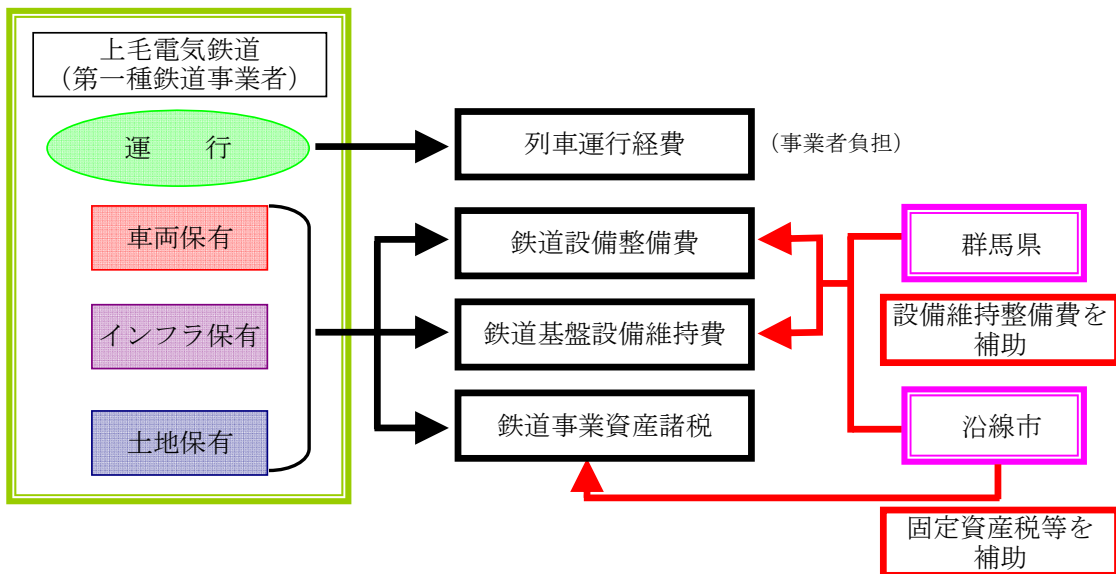 上毛電気鉄道
（第一種鉄道事業者）
運　　行
列車運行経費
（事業者負担）
車両保有
鉄道設備整備費
群馬県
インフラ保有
鉄道基盤設備維持費
設備維持整備費を
補助
土地保有
鉄道事業資産諸税
沿線市
固定資産税等を
補助